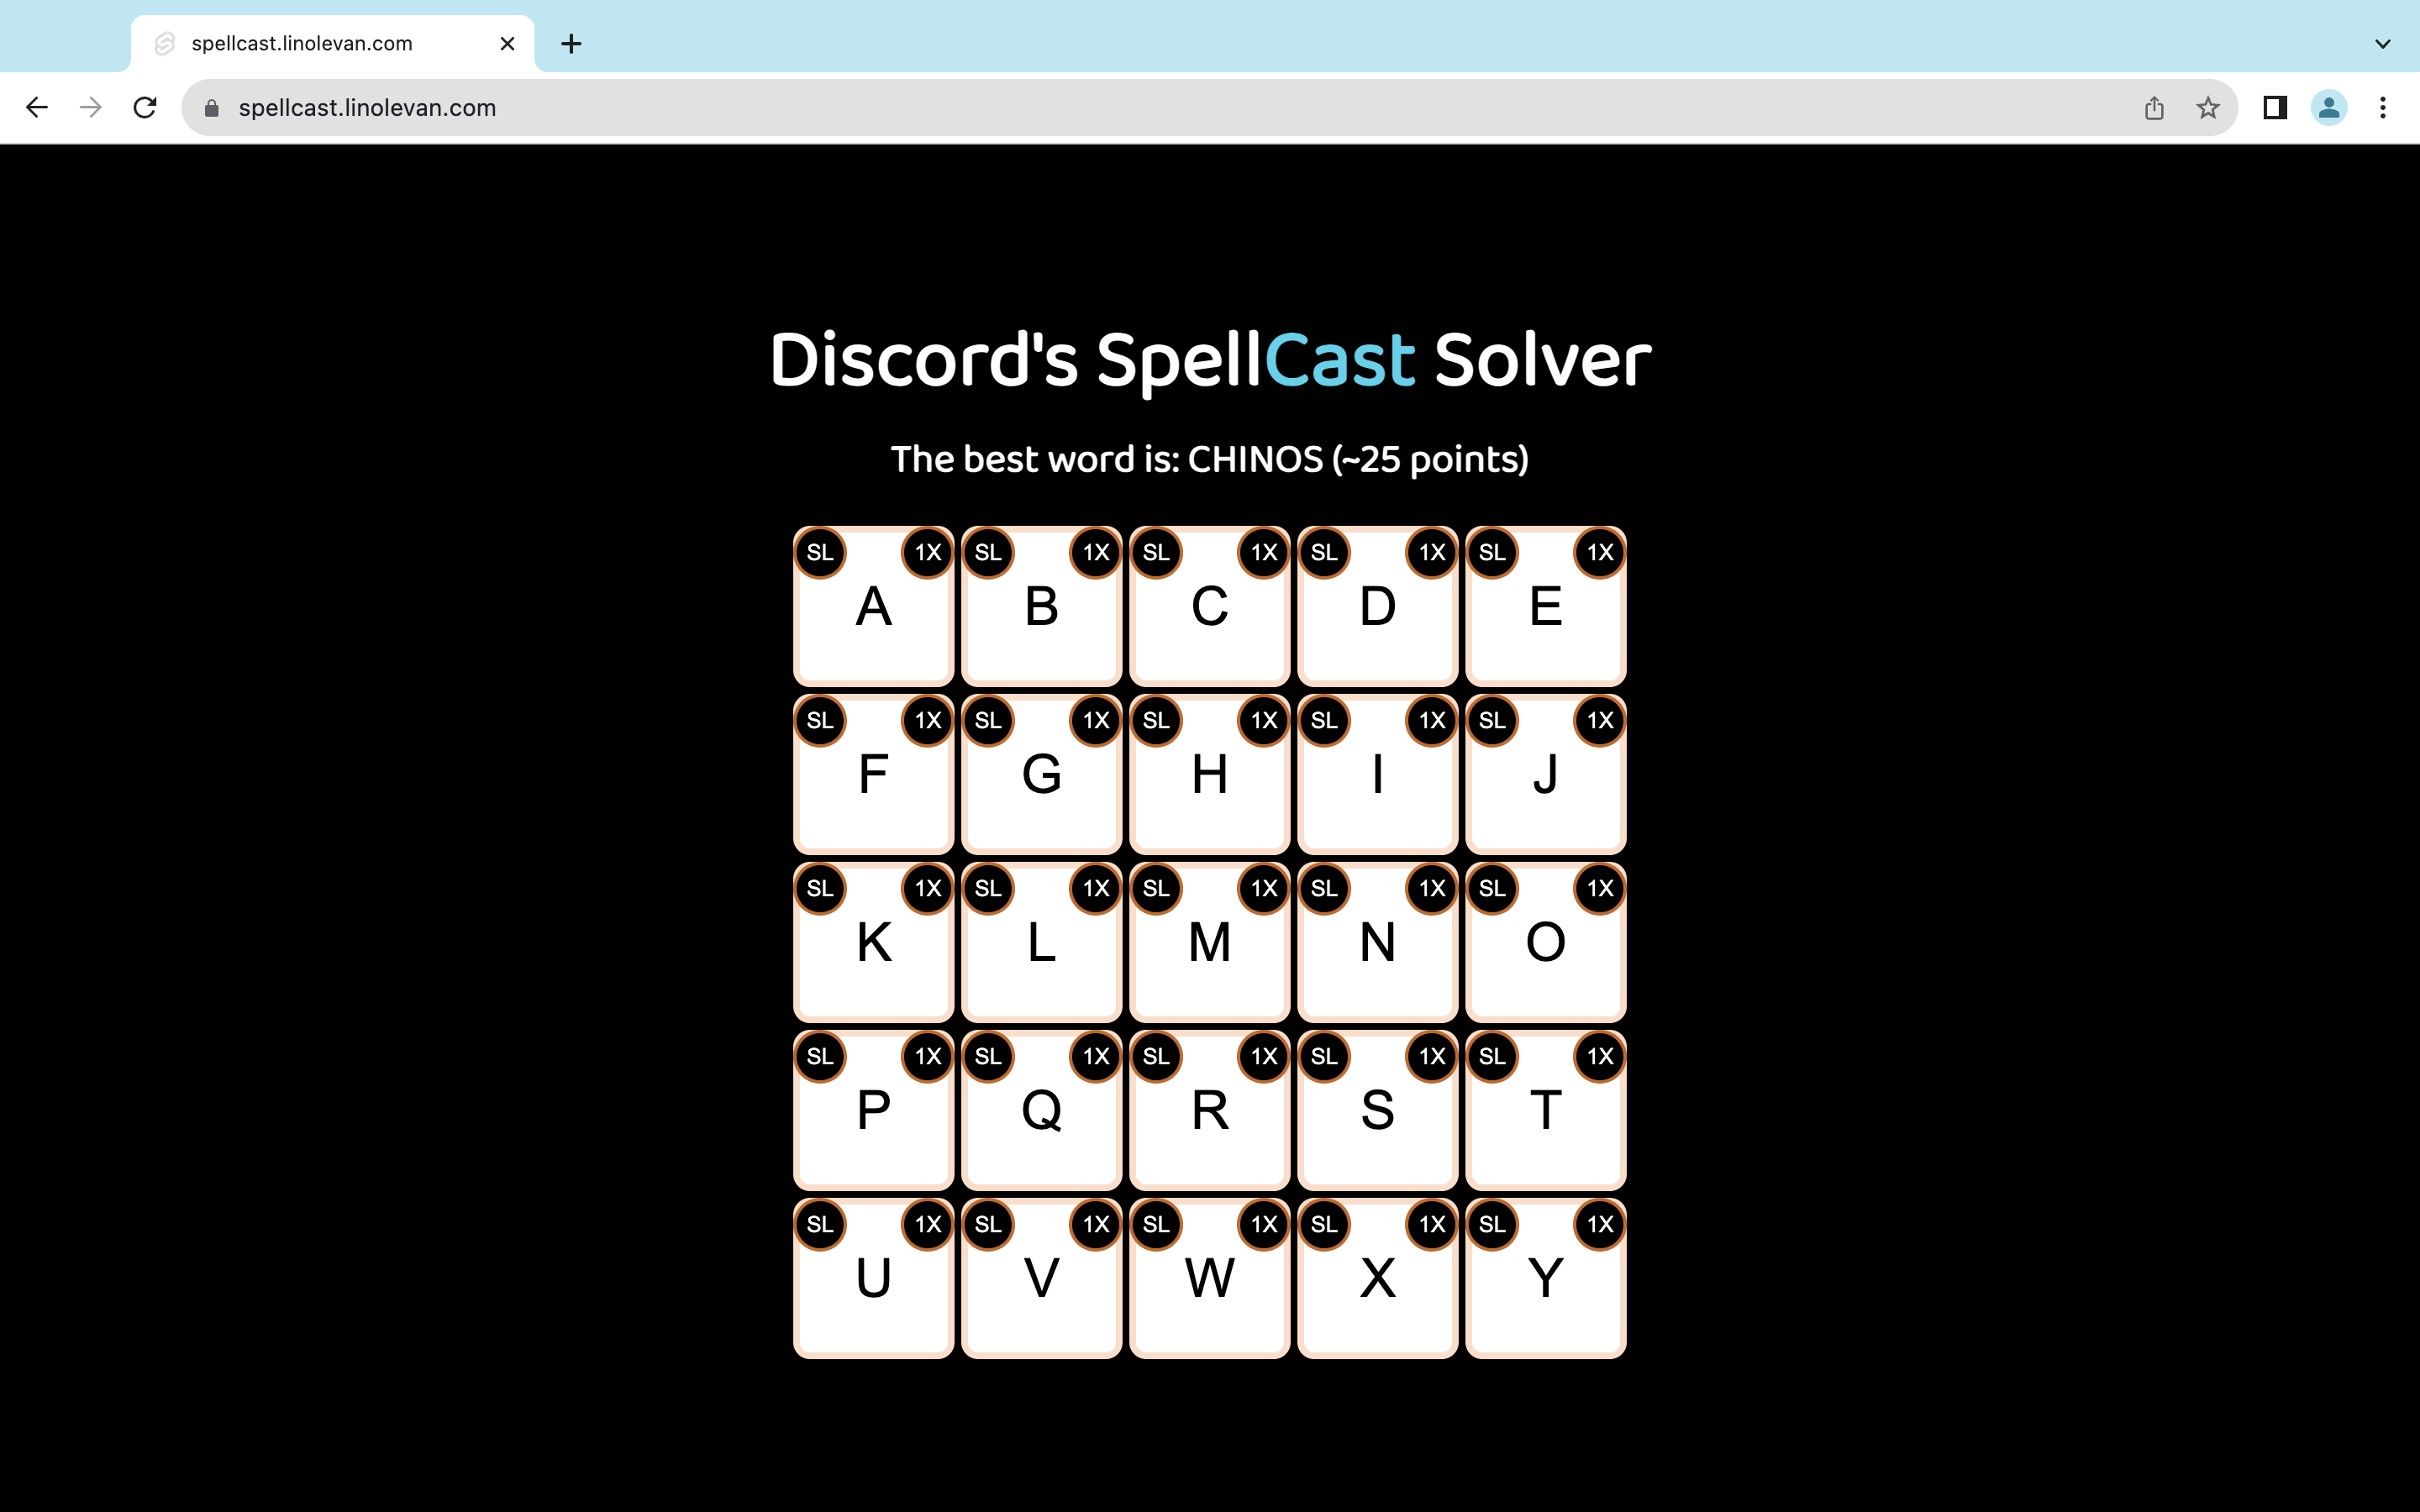 spellcast.linolevan.com
spellcast.linolevan.com
Discord's SpellCast Solver
The best word is: CHINOS (~25 points)
SL 1X SL 1X SL 1X SL 1X SL 1X
A B C D E
SL 1X SL 1X SL 1X SL 1X SL 1X
F G H I J
SL 1X SL 1X SL 1X SL 1X SL 1X
K L M N O
SL 1X SL 1X SL 1X SL 1X SL 1X
P Q R S T
SL 1X SL 1X SL 1X SL 1X SL 1X
U V W X Y